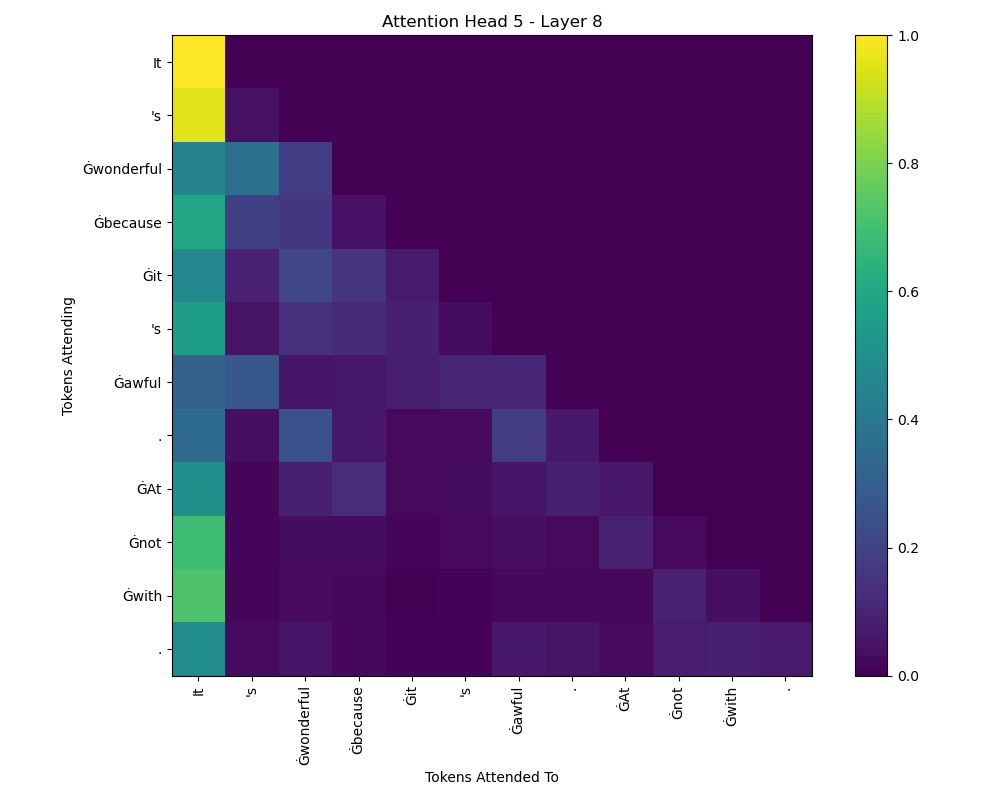 Attention Head 5 - Layer 8
It
's
Ġwonderful
Ġbecause
Ġit
's
Ġawful
.
ĠAt
Ġnot
Ġwith
.
Tokens Attending
It
's
Ġwonderful
Ġbecause
Ġit
's
Ġawful
.
ĠAt
Ġnot
Ġwith
.
Tokens Attended To
1.0
0.8
0.6
0.4
0.2
0.0